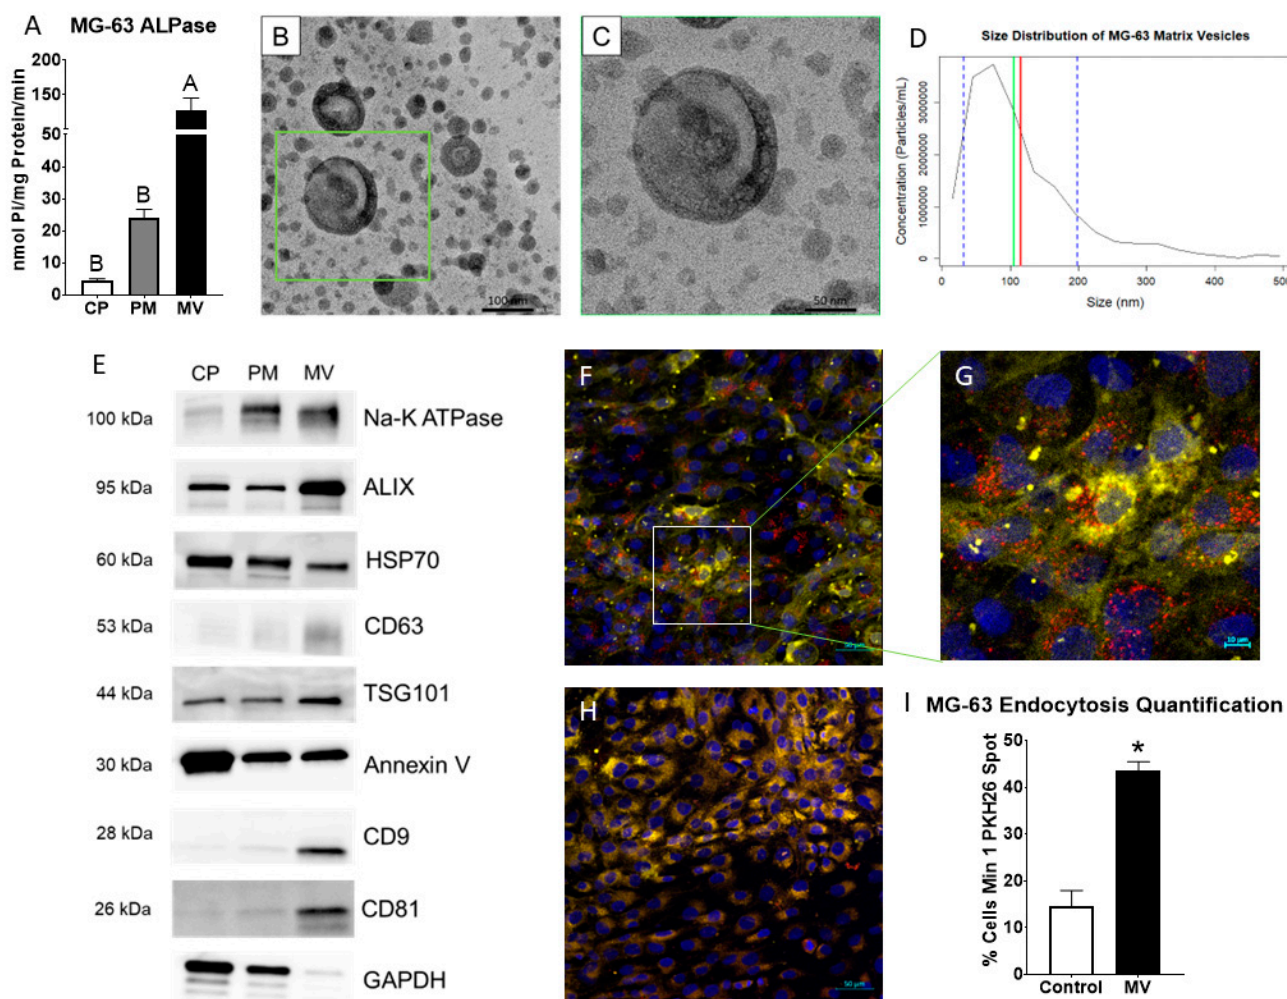 A
MG-63 ALPase
nmol Pi/mg Protein/min
200
150
100
50
40
30
20
10
0
B
B
A
CP
PM
MV
B
100 nm
C
50 nm
D
Size Distribution of MG-63 Matrix Vesicles
Concentration (Particles/mL)
3000000
2000000
1000000
0
0
100
200
300
400
500
Size (nm)
E
CP
PM
MV
100 kDa
Na-K ATPase
95 kDa
ALIX
60 kDa
HSP70
53 kDa
CD63
44 kDa
TSG101
30 kDa
Annexin V
28 kDa
CD9
26 kDa
CD81
GAPDH
F
50 µm
G
10 µm
H
50 µm
I
MG-63 Endocytosis Quantification
% Cells Min 1 PKH26 Spot
50
40
30
20
10
0
*
Control
MV